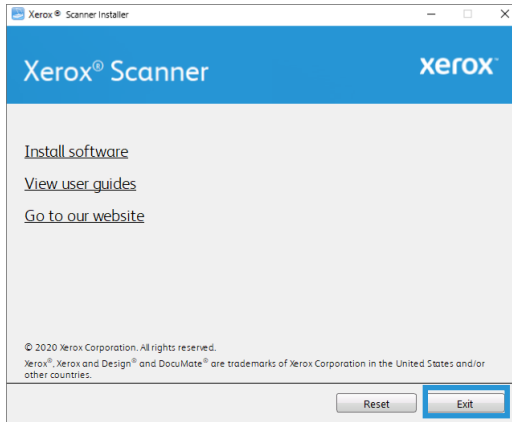 Xerox® Scanner Installer
Xerox® Scanner
xerox™
Install software
View user guides
Go to our website
© 2020 Xerox Corporation. All rights reserved.
Xerox®, Xerox and Design® and DocuMate® are trademarks of Xerox Corporation in the United States and/or
other countries.
Reset
Exit